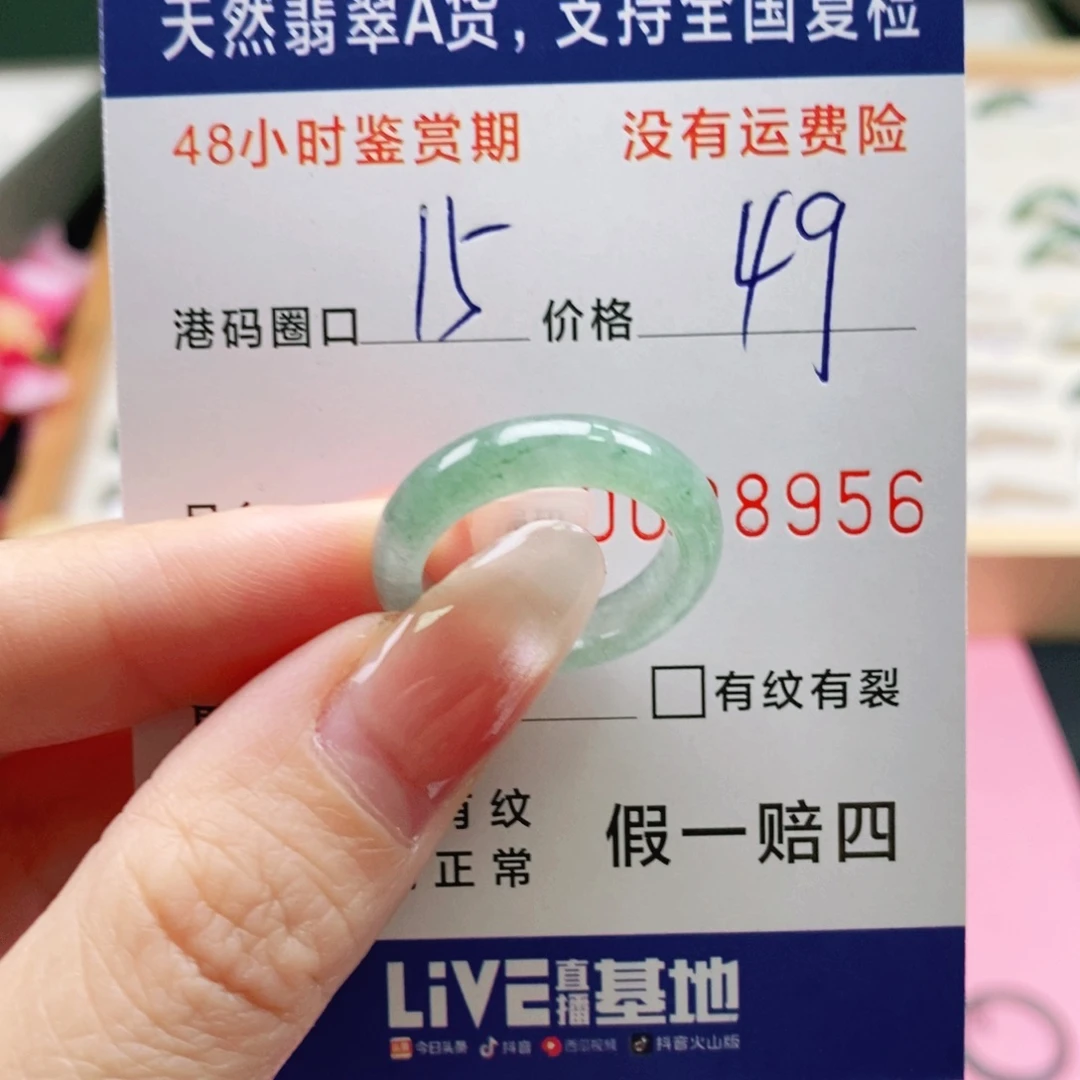 天然翡翠A货，支持全国复检
48小时鉴赏期 没有运费险
港码圈口 15 价格 49
8956
□有纹有裂
有纹
正常
假一赔四
LiVE直播基地
今日头条 抖音 西瓜视频 抖音火山版